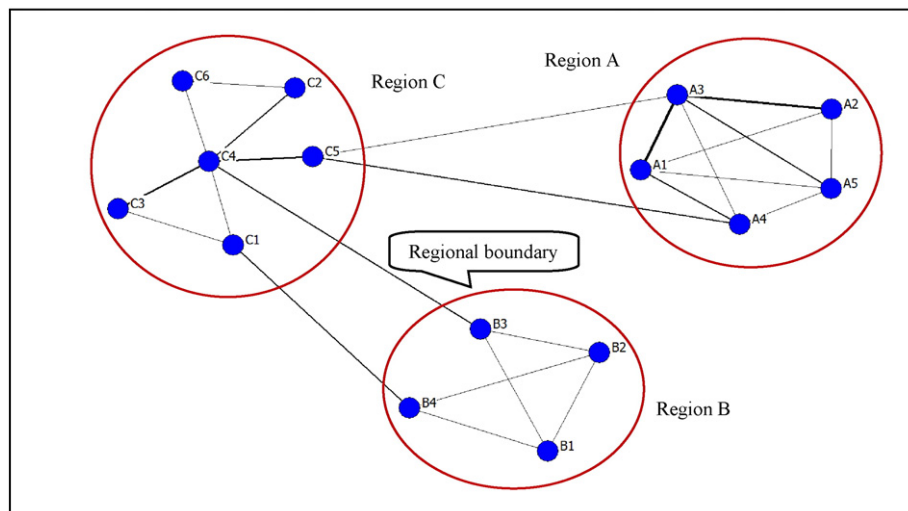 Region C
Region A
C6
C2
C4
C5
C3
C1
A3
A2
A1
A5
A4
Regional boundary
B3
B2
B4
B1
Region B